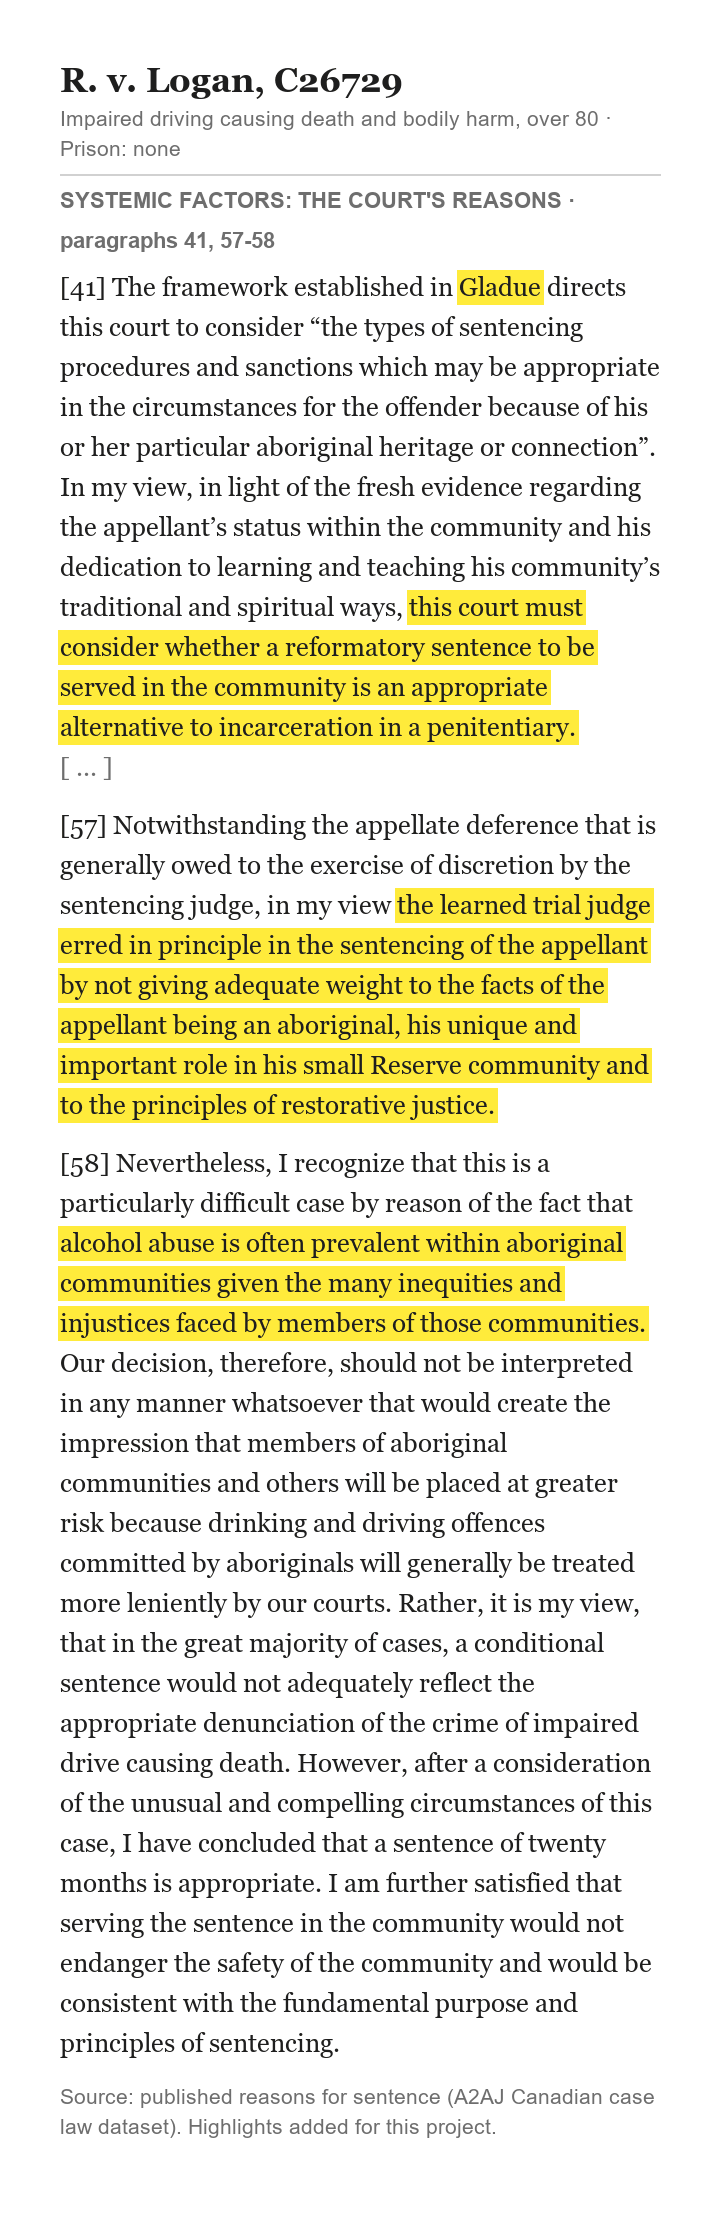 R. v. Logan, C26729
Impaired driving causing death and bodily harm, over 80 ·
Prison: none
SYSTEMIC FACTORS: THE COURT'S REASONS ·
paragraphs 41, 57-58
[41] The framework established in Gladue directs
this court to consider “the types of sentencing
procedures and sanctions which may be appropriate
in the circumstances for the offender because of his
or her particular aboriginal heritage or connection”.
In my view, in light of the fresh evidence regarding
the appellant’s status within the community and his
dedication to learning and teaching his community’s
traditional and spiritual ways, this court must
consider whether a reformatory sentence to be
served in the community is an appropriate
alternative to incarceration in a penitentiary.
[ ... ]
[57] Notwithstanding the appellate deference that is
generally owed to the exercise of discretion by the
sentencing judge, in my view the learned trial judge
erred in principle in the sentencing of the appellant
by not giving adequate weight to the facts of the
appellant being an aboriginal, his unique and
important role in his small Reserve community and
to the principles of restorative justice.
[58] Nevertheless, I recognize that this is a
particularly difficult case by reason of the fact that
alcohol abuse is often prevalent within aboriginal
communities given the many inequities and
injustices faced by members of those communities.
Our decision, therefore, should not be interpreted
in any manner whatsoever that would create the
impression that members of aboriginal
communities and others will be placed at greater
risk because drinking and driving offences
committed by aboriginals will generally be treated
more leniently by our courts. Rather, it is my view,
that in the great majority of cases, a conditional
sentence would not adequately reflect the
appropriate denunciation of the crime of impaired
drive causing death. However, after a consideration
of the unusual and compelling circumstances of this
case, I have concluded that a sentence of twenty
months is appropriate. I am further satisfied that
serving the sentence in the community would not
endanger the safety of the community and would be
consistent with the fundamental purpose and
principles of sentencing.
Source: published reasons for sentence (A2AJ Canadian case
law dataset). Highlights added for this project.